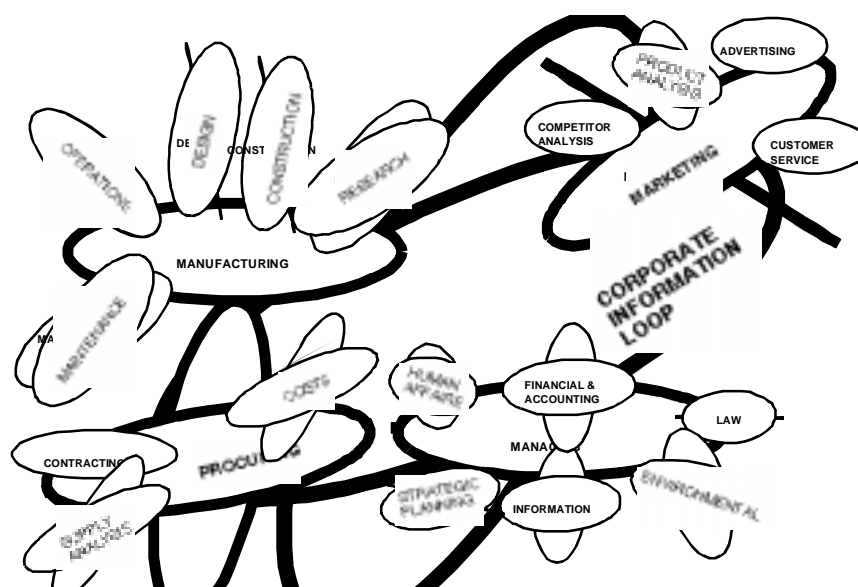 ADVERTISING
PRODUCT
ANALYSIS
COMPETITOR
ANALYSIS
CUSTOMER
SERVICE
MARKETING
DESIGN
CONSTRUCTION
OPERATIONS
RESEARCH
MANUFACTURING
CORPORATE
INFORMATION
LOOP
MAINTENANCE
COSTS
HUMAN
AFFAIRS
FINANCIAL &
ACCOUNTING
LAW
CONTRACTING
STRATEGIC
PLANNING
INFORMATION
ENVIRONMENTAL
SUPPLY
ANALYSIS